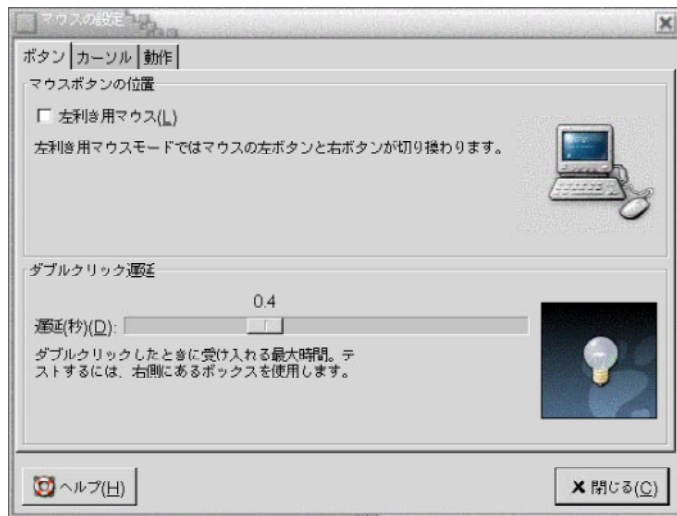 マウスの設定
ボタン カーソル 動作
マウスボタンの位置
左利き用マウス(L)
左利き用マウスモードではマウスの左ボタンと右ボタンが切り換わります。
ダブルクリック遅延
0.4
遅延(秒)(D):
ダブルクリックしたときに受け入れる最大時間。テ
ストするには、右側にあるボックスを使用します。
ヘルプ(H)
閉じる(C)